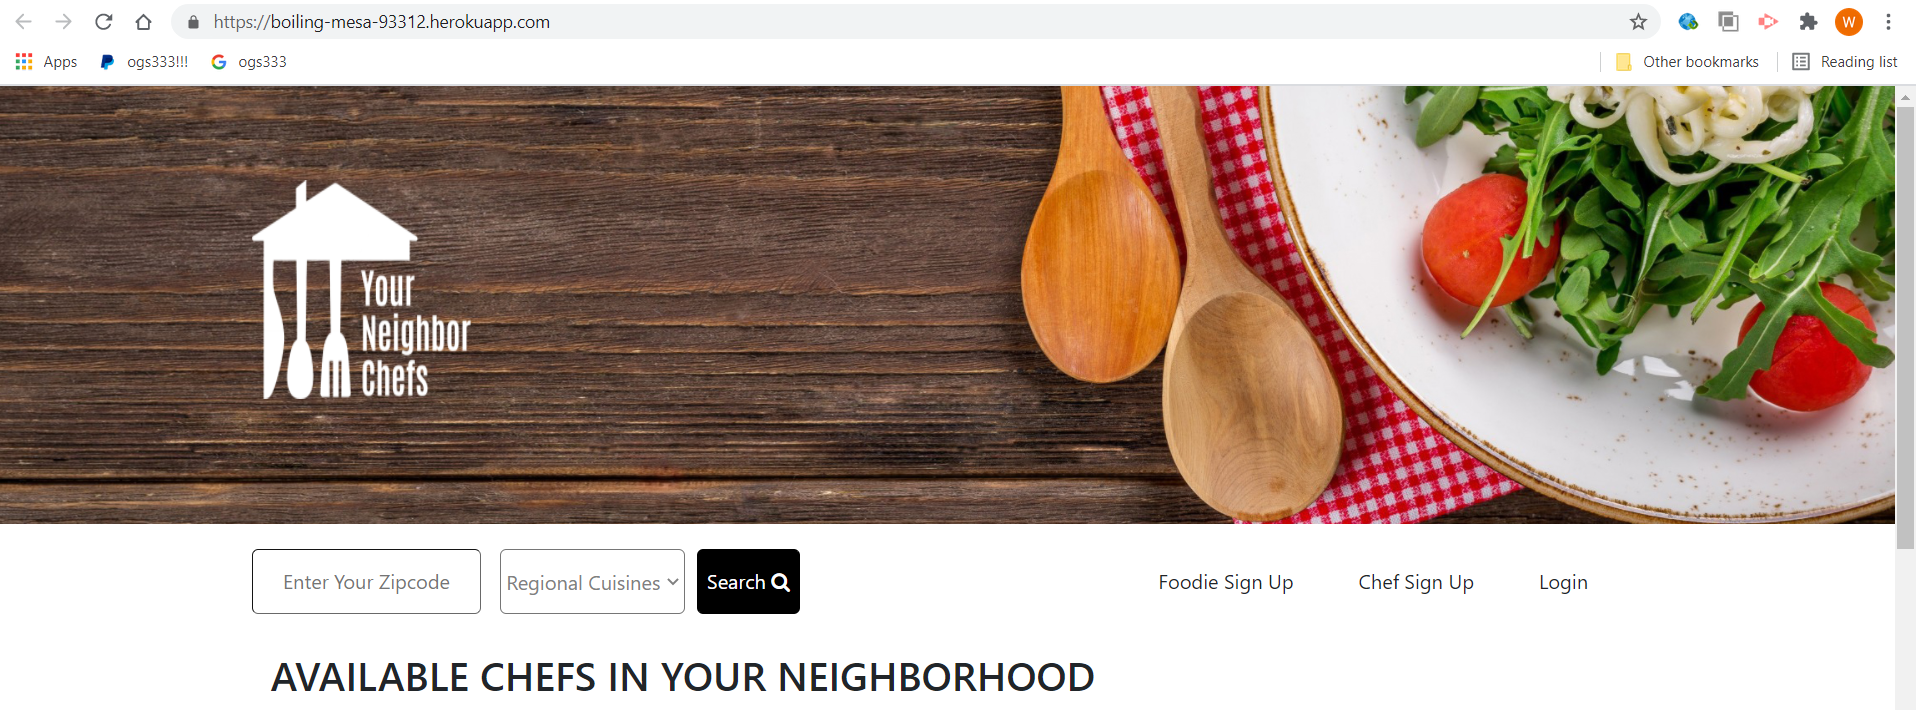 https://boiling-mesa-93312.herokuapp.com
W
Apps ogs333!!! ogs333 Other bookmarks Reading list
Your
Neighbor
Chefs
Enter Your Zipcode Regional Cuisines Search Foodie Sign Up Chef Sign Up Login
AVAILABLE CHEFS IN YOUR NEIGHBORHOOD